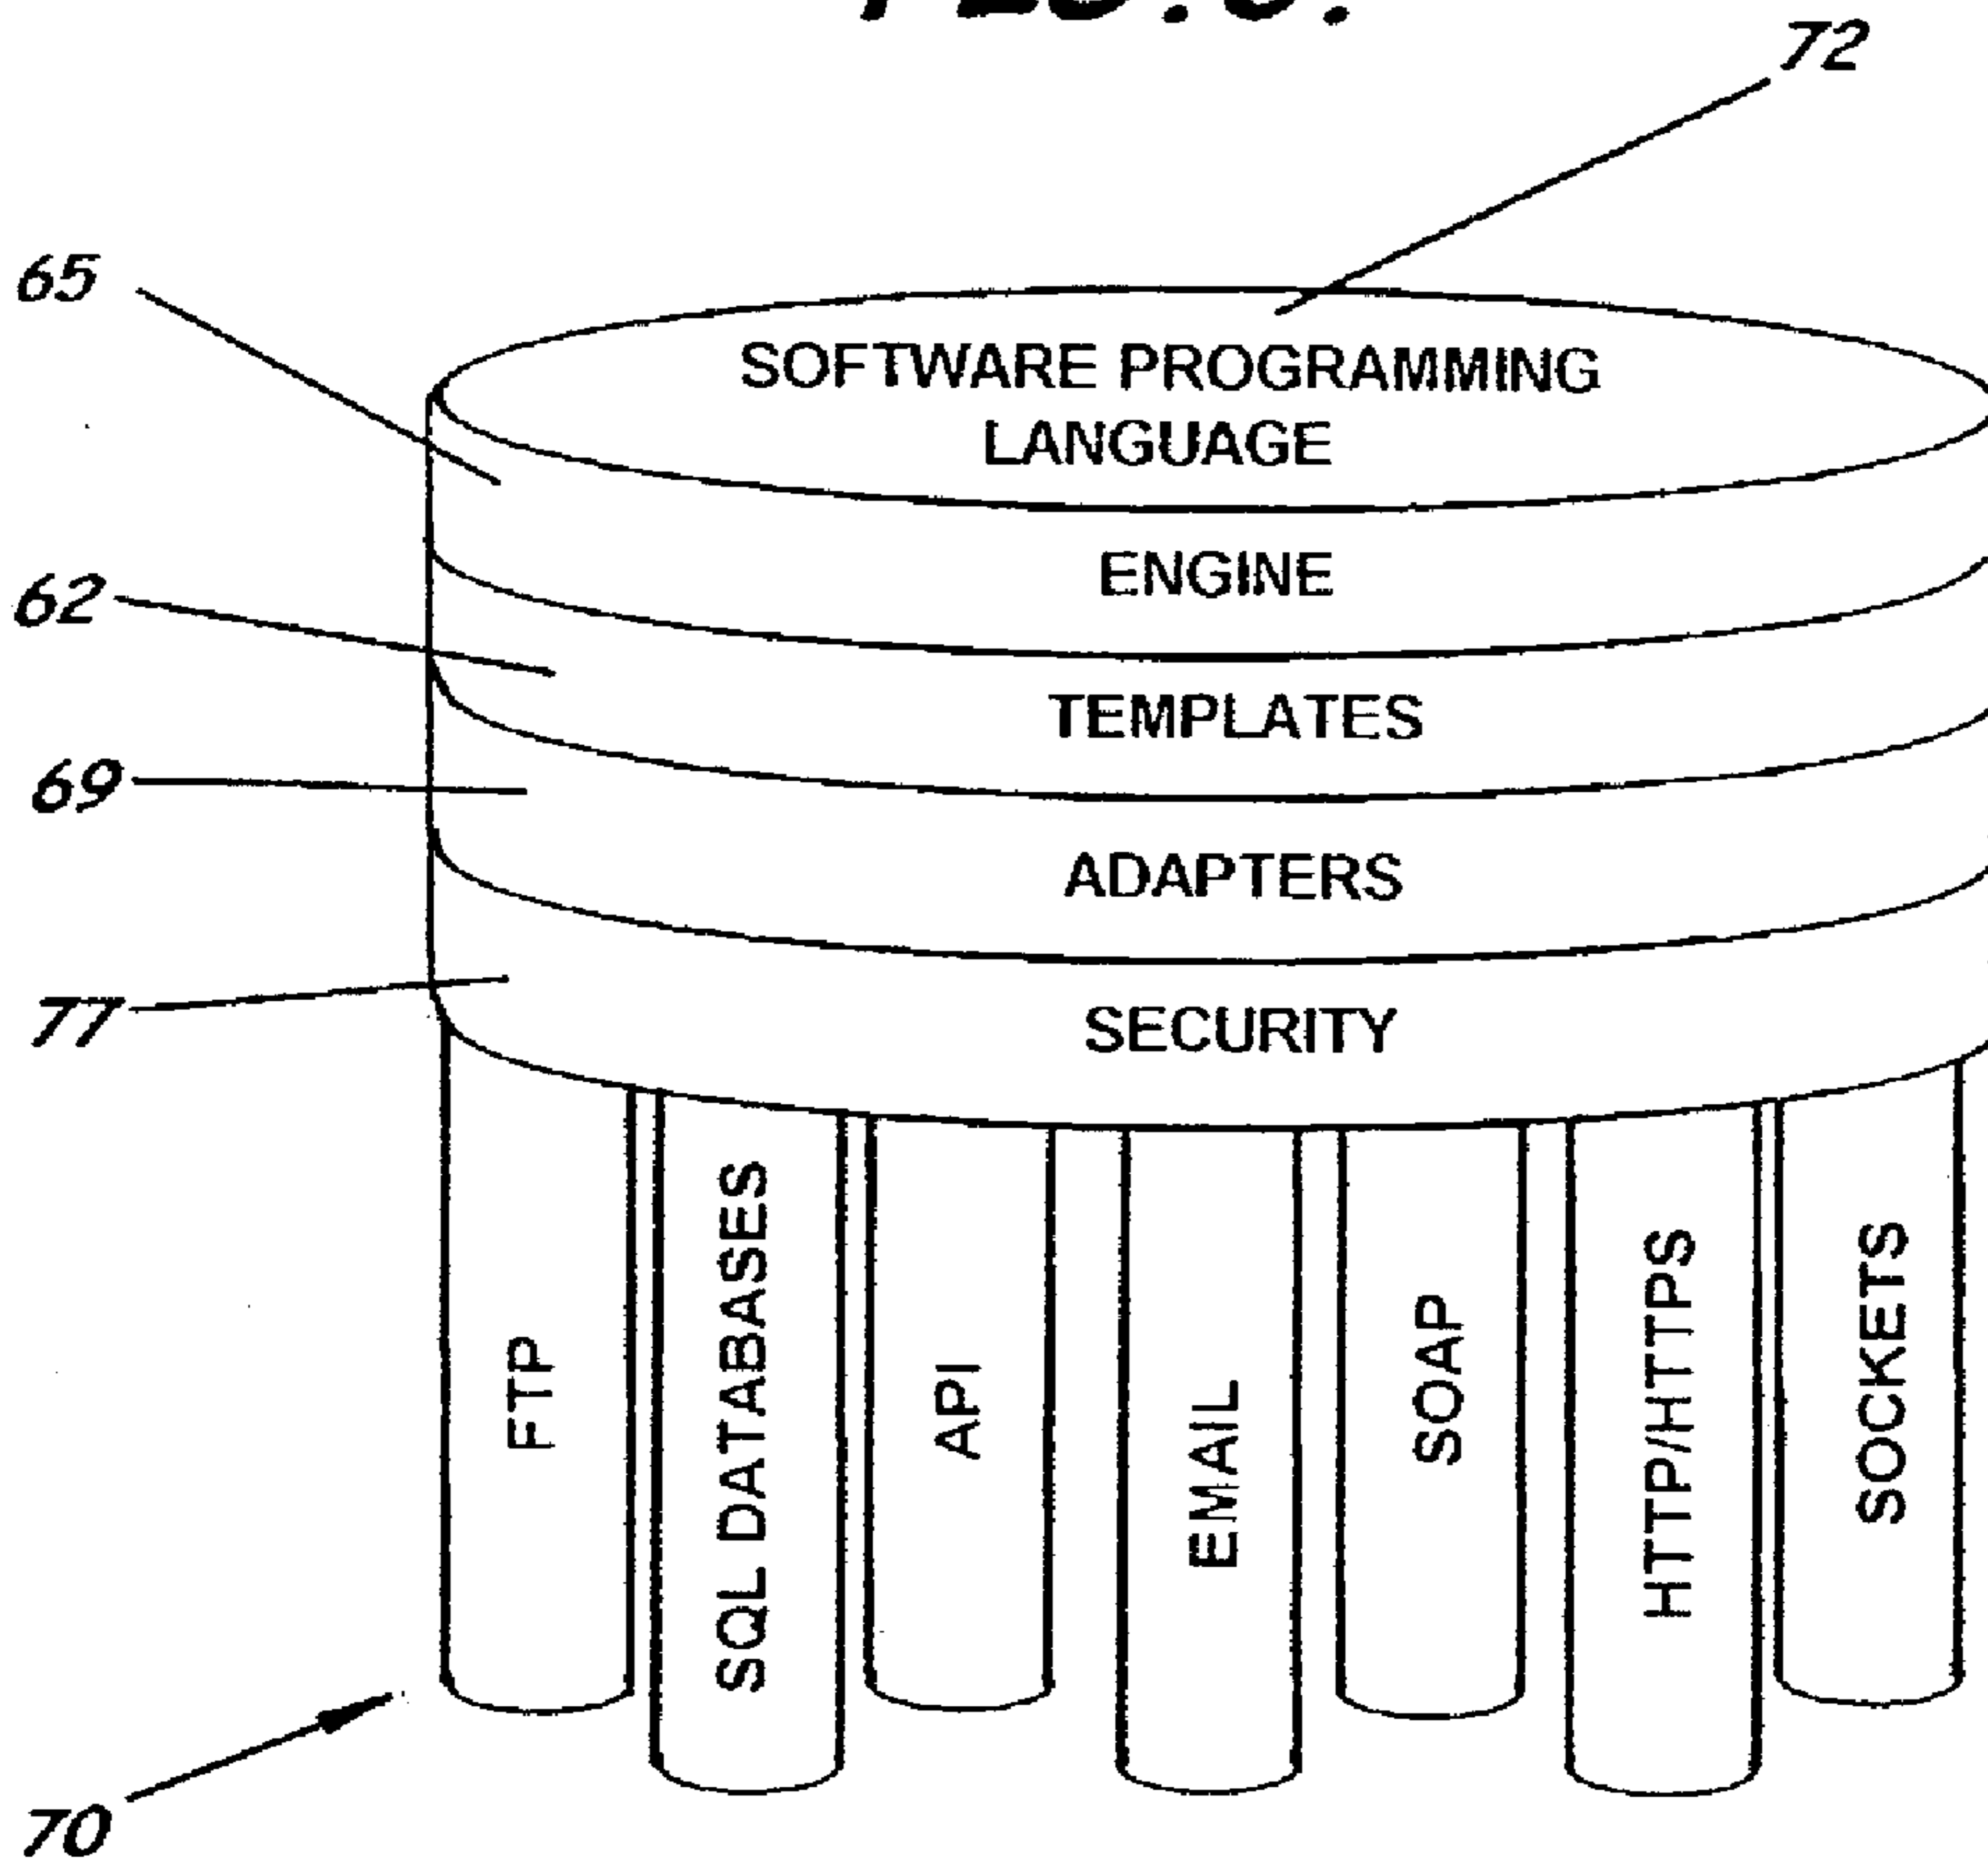 72
65
SOFTWARE PROGRAMMING
LANGUAGE
ENGINE
62
TEMPLATES
69
ADAPTERS
77
SECURITY
FTP
SQL DATABASES
API
EMAIL
SOAP
HTTP/HTTPS
SOCKETS
70